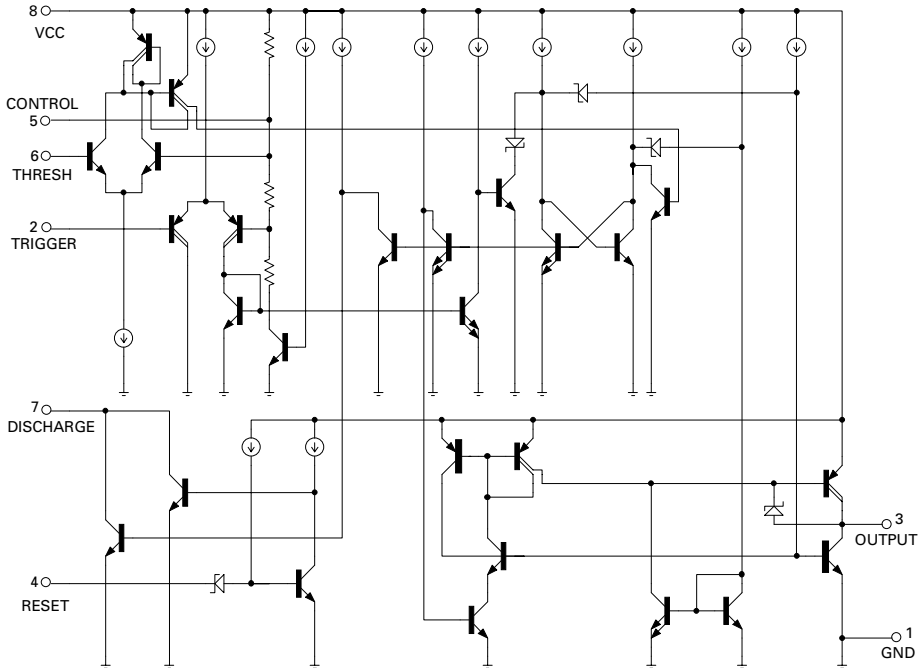 8
VCC
CONTROL
5
6
THRESH
2
TRIGGER
7
DISCHARGE
3
OUTPUT
4
RESET
1
GND